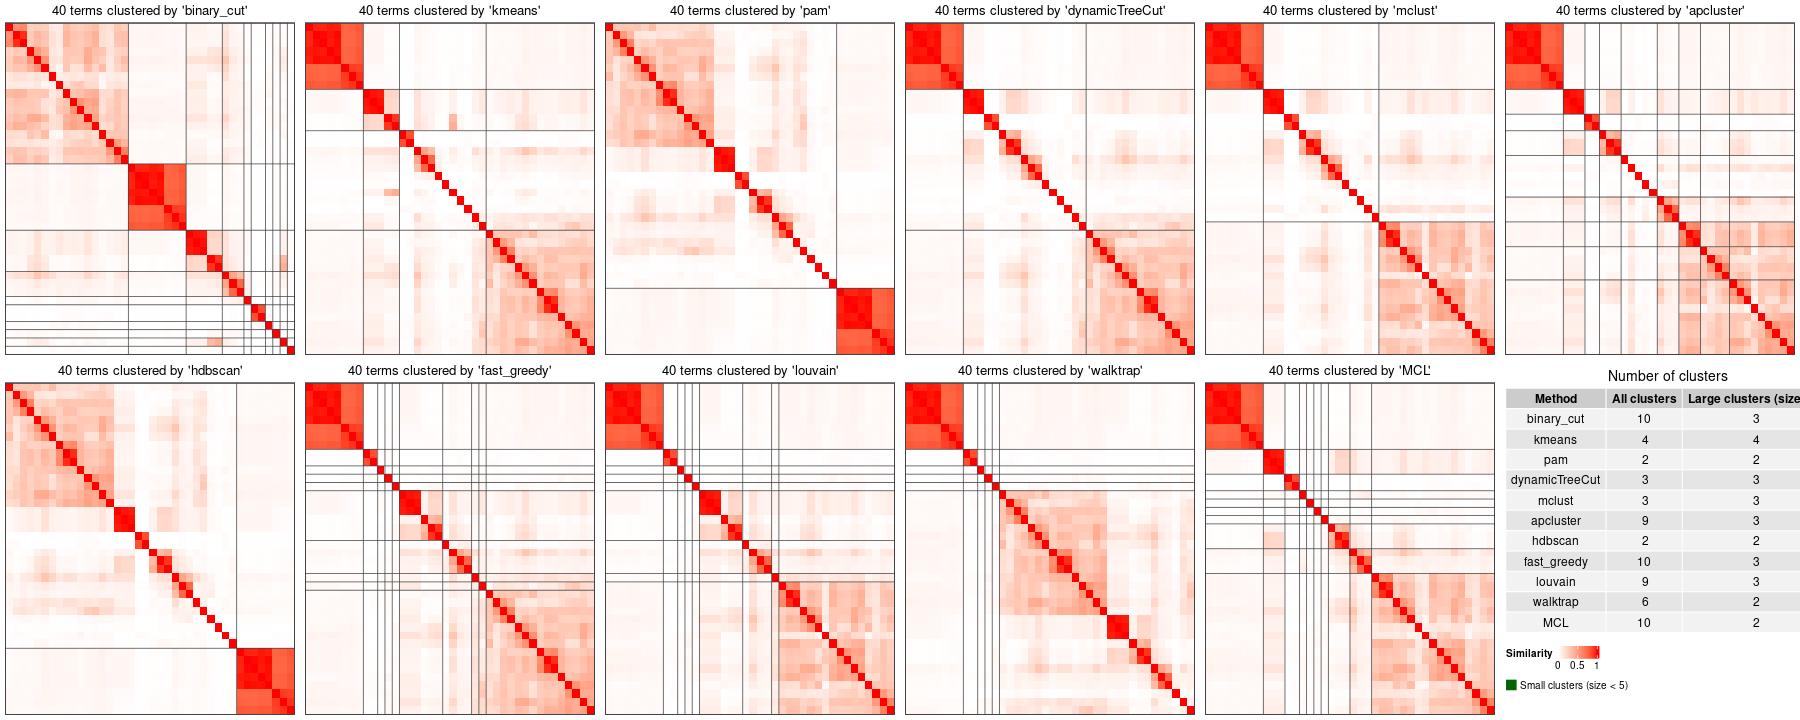 40 terms clustered by 'binary_cut'
40 terms clustered by 'kmeans'
40 terms clustered by 'pam'
40 terms clustered by 'dynamicTreeCut'
40 terms clustered by 'mclust'
40 terms clustered by 'apcluster'
40 terms clustered by 'hdbscan'
40 terms clustered by 'fast_greedy'
40 terms clustered by 'louvain'
40 terms clustered by 'walktrap'
40 terms clustered by 'MCL'
Number of clusters
Method All clusters Large clusters (size
binary_cut 10 3
kmeans 4 4
pam 2 2
dynamicTreeCut 3 3
mclust 3 3
apcluster 9 3
hdbscan 2 2
fast_greedy 10 3
louvain 9 3
walktrap 6 2
MCL 10 2
Similarity
0 0.5 1
Small clusters (size < 5)